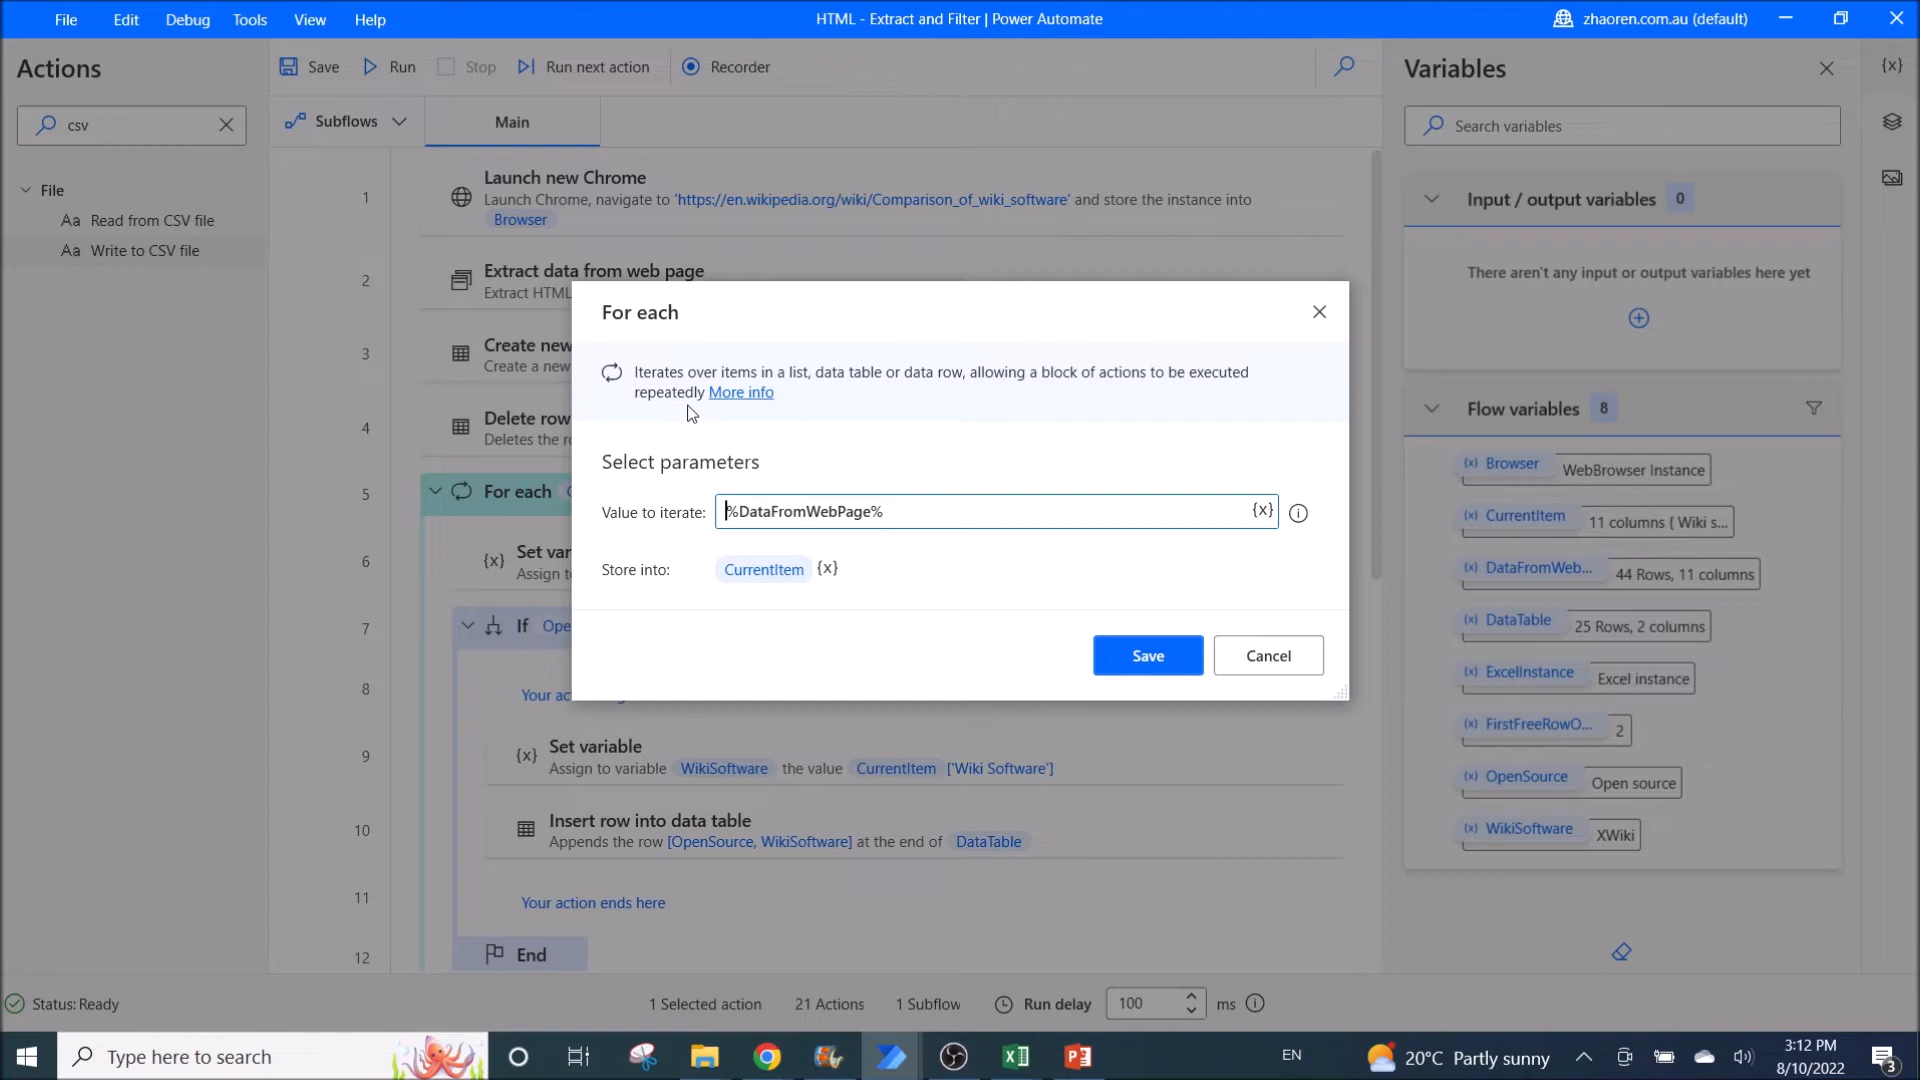 File Edit Debug Tools View Help
HTML - Extract and Filter | Power Automate
zhaoren.com.au (default)
Actions
csv
File
Aa Read from CSV file
Aa Write to CSV file
Save Run Stop Run next action Recorder
Subflows
Main
1
Launch new Chrome
Launch Chrome, navigate to 'https://en.wikipedia.org/wiki/Comparison_of_wiki_software' and store the instance into
Browser
2
Extract data from web page
Extract HTML
3
Create new
Create a new
4
Delete row
Deletes the ro
5
For each
6
{x} Set var
Assign to
7
If Ope
8
Your ac
9
{x} Set variable
Assign to variable WikiSoftware the value CurrentItem ['Wiki Software']
10
Insert row into data table
Appends the row [OpenSource, WikiSoftware] at the end of DataTable
11
Your action ends here
12
End
For each
Iterates over items in a list, data table or data row, allowing a block of actions to be executed
repeatedly More info
Select parameters
Value to iterate: %DataFromWebPage% {x}
Store into: CurrentItem {x}
Save Cancel
Variables
{x}
Search variables
Input / output variables 0
There aren't any input or output variables here yet
Flow variables 8
(x) Browser WebBrowser Instance
(x) CurrentItem 11 columns ( Wiki s...
(x) DataFromWeb... 44 Rows, 11 columns
(x) DataTable 25 Rows, 2 columns
(x) ExcelInstance Excel instance
(x) FirstFreeRowO... 2
(x) OpenSource Open source
(x) WikiSoftware XWiki
Status: Ready
1 Selected action 21 Actions 1 Subflow Run delay 100 ms
Type here to search
EN
20°C Partly sunny
3:12 PM
8/10/2022
3